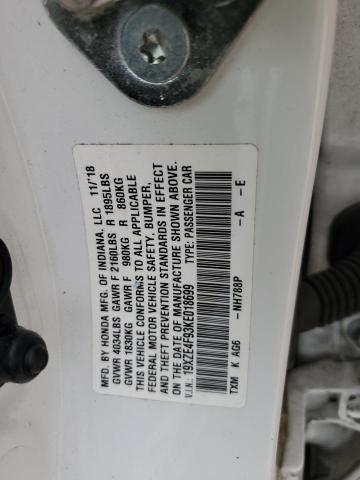 MFD. BY HONDA MFG. OF INDIANA, LLC 11/'18
GVWR 4034LBS GAWR F 2160LBS R 1895LBS
GVWR 1830KG GAWR F 980KG R 860KG
THIS VEHICLE CONFORMS TO ALL APPLICABLE
FEDERAL MOTOR VEHICLE SAFETY, BUMPER,
AND THEFT PREVENTION STANDARDS IN EFFECT
ON THE DATE OF MANUFACTURE SHOWN ABOVE.
V.I.N.: 19XZE4F93KE018699 TYPE: PASSENGER CAR
TXM K AG6 -NH788P -A -E